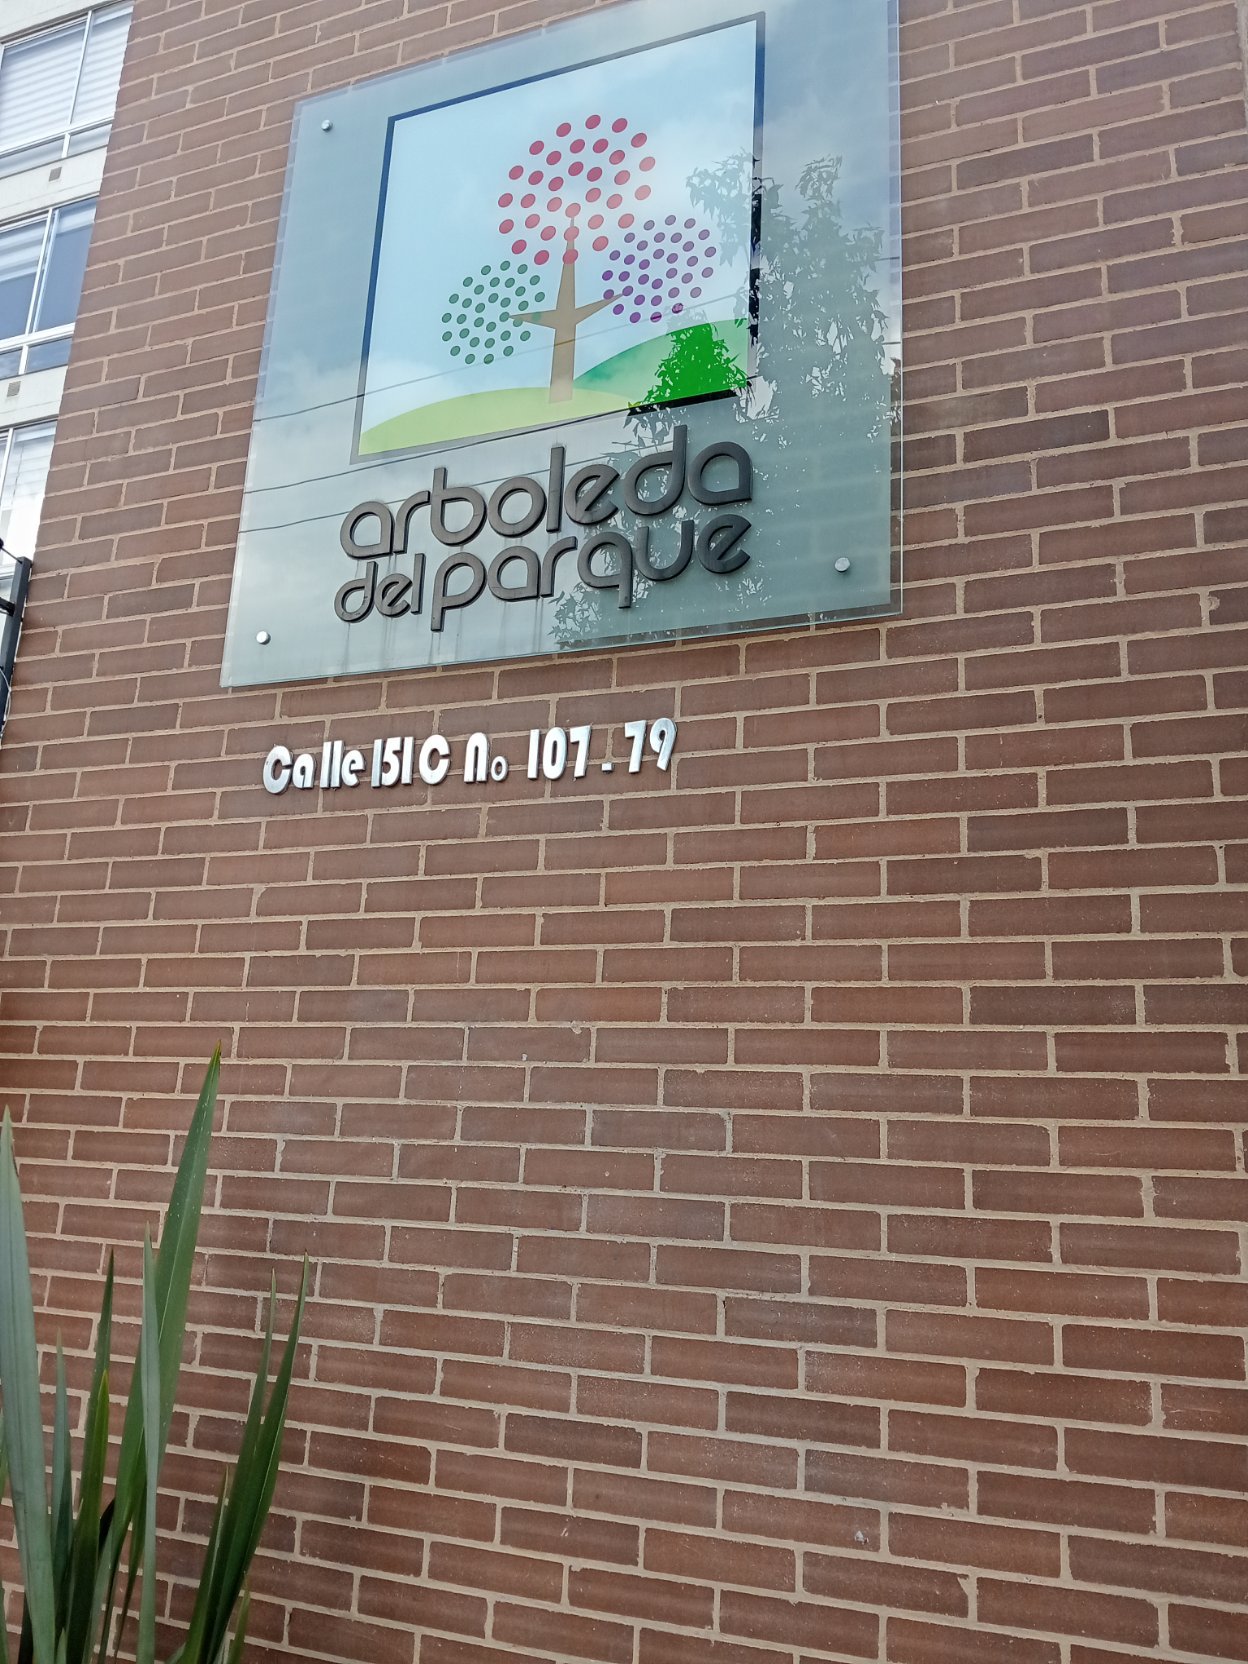 arboleda
del parque
Calle 151 C No 107 . 79